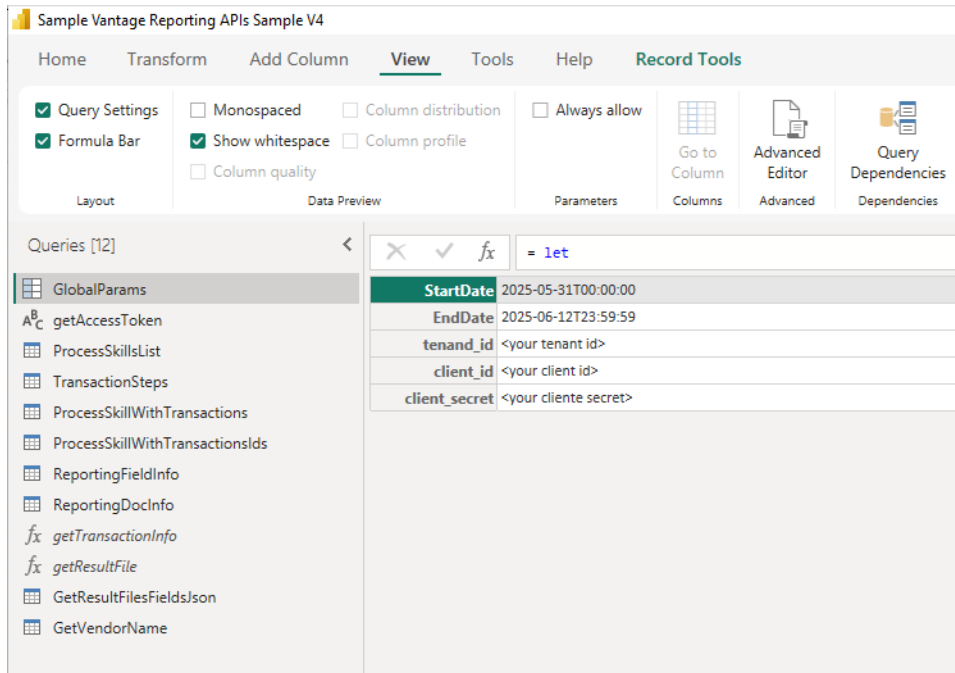 Sample Vantage Reporting APIs Sample V4
Home Transform Add Column View Tools Help Record Tools
Query Settings
Formula Bar
Layout
Monospaced
Show whitespace
Column quality
Column distribution
Column profile
Data Preview
Always allow
Parameters
Go to
Column
Columns
Advanced
Editor
Advanced
Query
Dependencies
Dependencies
Queries [12]
GlobalParams
ABC getAccessToken
ProcessSkillsList
TransactionSteps
ProcessSkillWithTransactions
ProcessSkillWithTransactionsIds
ReportingFieldInfo
ReportingDocInfo
fx getTransactionInfo
fx getResultFile
GetResultFilesFieldsJson
GetVendorName
fx = let
StartDate 2025-05-31T00:00:00
EndDate 2025-06-12T23:59:59
tenand_id <your tenant id>
client_id <your client id>
client_secret <your cliente secret>